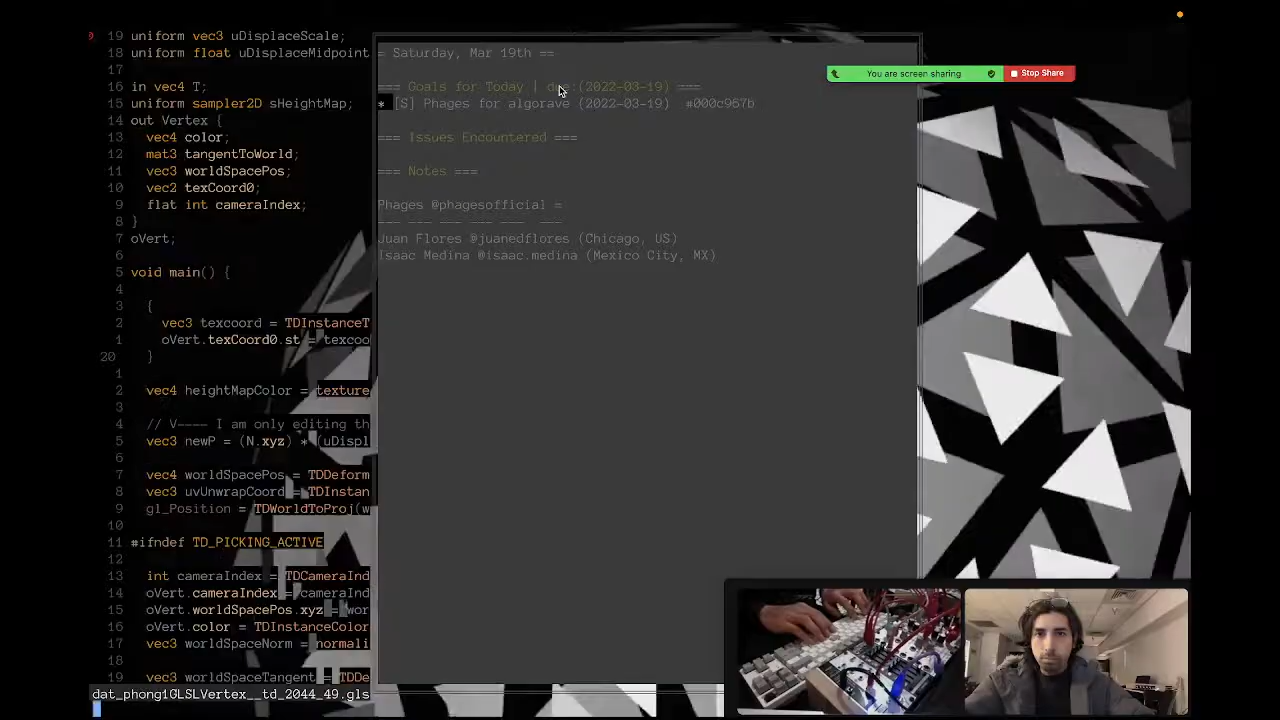 19 uniform vec3 uDisplaceScale;
18 uniform float uDisplaceMidpoint
17
16 in vec4 T;
15 uniform sampler2D sHeightMap;
14 out Vertex {
13 vec4 color;
12 mat3 tangentToWorld;
11 vec3 worldSpacePos;
10 vec2 texCoord0;
9 flat int cameraIndex;
8 }
7 oVert;
6
5 void main() {
4
3 {
2 vec3 texcoord = TDInstanceT
1 oVert.texCoord0.st = texcoo
20 }
1
2 vec4 heightMapColor = texture
3
4 // V---- I am only editing th
5 vec3 newP = (N.xyz) * (uDispl
6
7 vec4 worldSpacePos = TDDeform
8 vec3 uvUnwrapCoord = TDInstan
9 gl_Position = TDWorldToProj(w
10
11 #ifndef TD_PICKING_ACTIVE
12
13 int cameraIndex = TDCameraInd
14 oVert.cameraIndex = cameraInd
15 oVert.worldSpacePos.xyz = wor
16 oVert.color = TDInstanceColor
17 vec3 worldSpaceNorm = normali
18
19 vec3 worldSpaceTangent = TDDe
dat_phong1GLSLVertex__td_2044_49.gls
= Saturday, Mar 19th ==
=== Goals for Today | due:(2022-03-19) ===
* [S] Phages for algorave (2022-03-19) #000c967b
=== Issues Encountered ===
=== Notes ===
Phages @phagesofficial =
--- --- --- --- --- ---
Juan Flores @juanedflores (Chicago, US)
Isaac Medina @isaac.medina (Mexico City, MX)
You are screen sharing
Stop Share